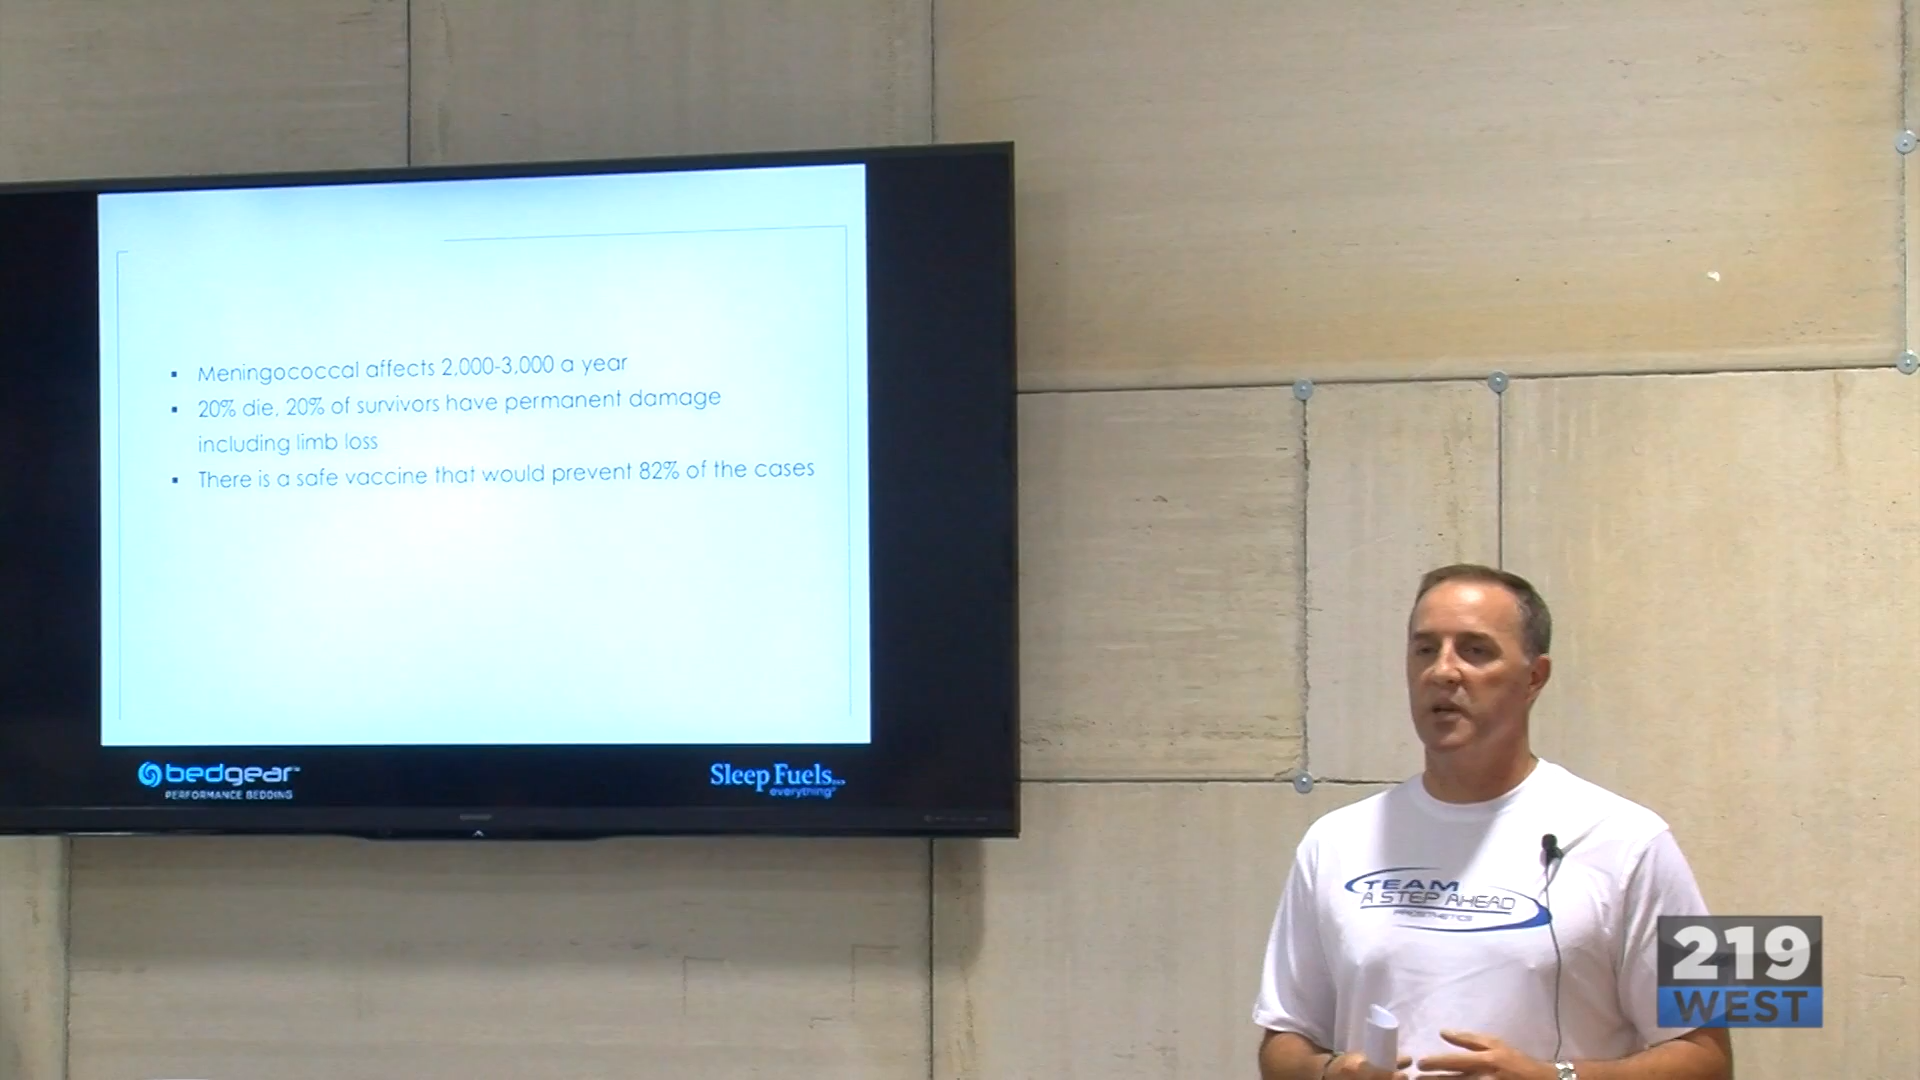 Meningococcal affects 2,000-3,000 a year
20% die, 20% of survivors have permanent damage
including limb loss
There is a safe vaccine that would prevent 82% of the cases
bedgear™
PERFORMANCE BEDDING
Sleep Fuels...
everything®
TEAM
A STEP AHEAD
PROSTHETICS
219
WEST